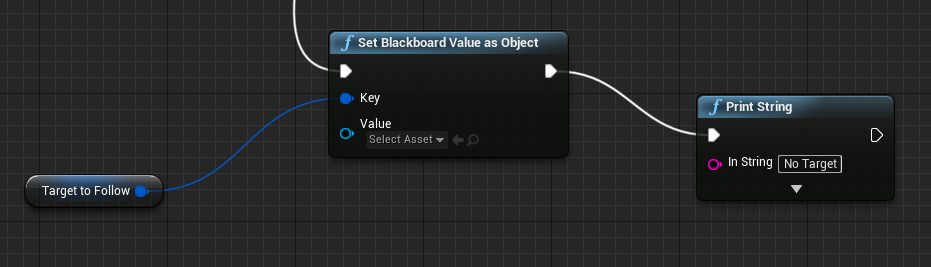 Set Blackboard Value as Object
Key
Value
Select Asset
Target to Follow
Print String
In String No Target